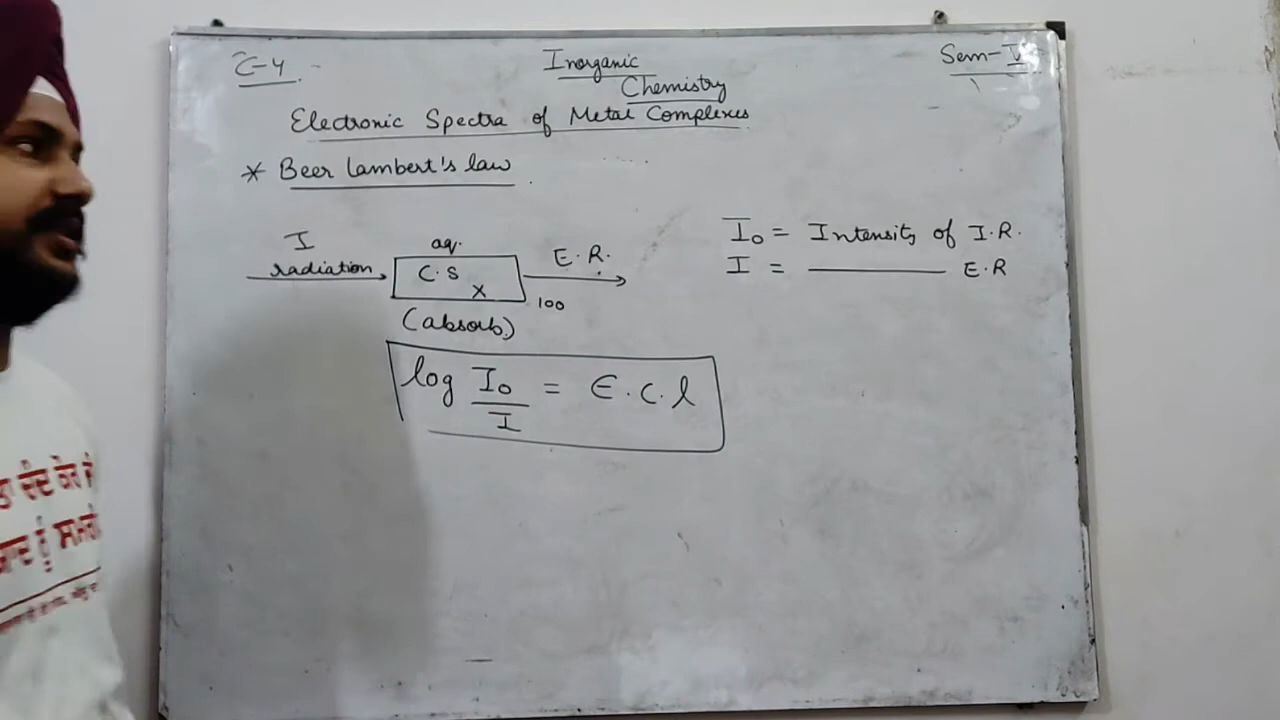 C-4
Inorganic
Chemistry
Sem-V
Electronic Spectra of Metal Complexes
* Beer Lambert's law
I
radiation
aq.
C.S
x
(absorb)
E.R.
100
I₀ = Intensity of I.R.
I = ——— E.R
log I₀/I = ε.c.l
ਦੰਦ ਕੌਰ ਜੀ
ਯਾਦ ਨੂੰ